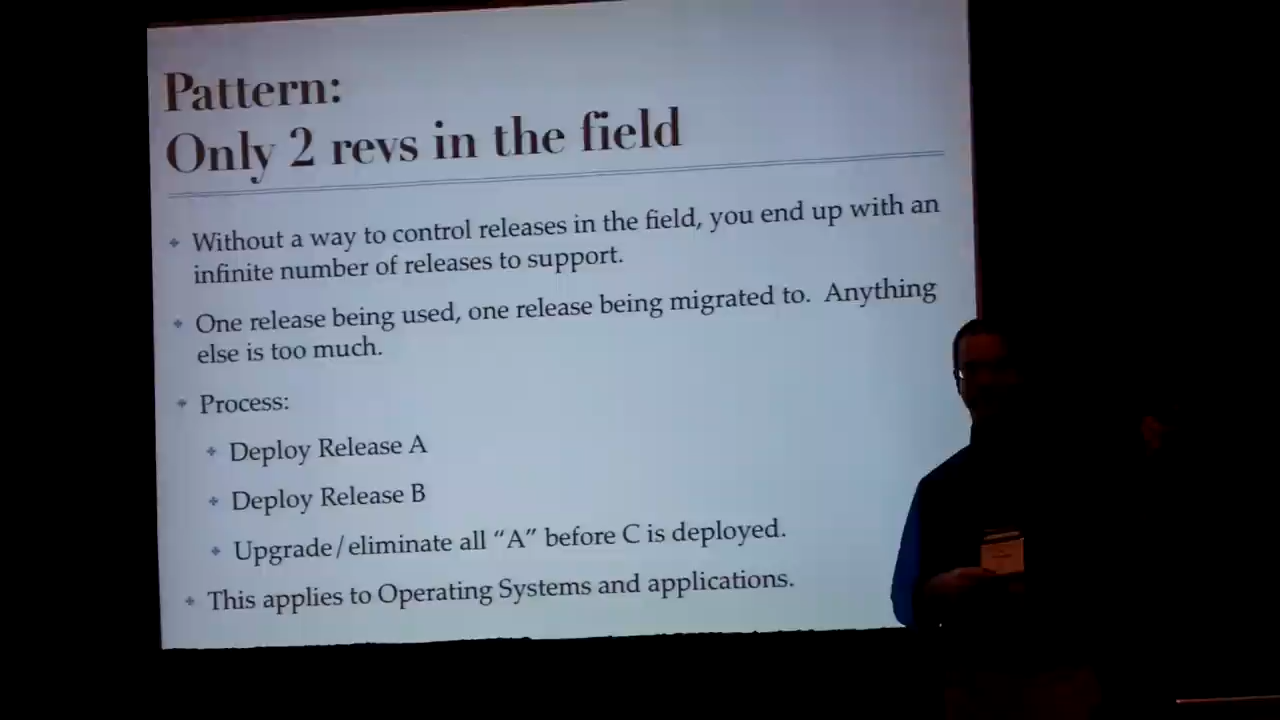 Pattern:
Only 2 revs in the field
Without a way to control releases in the field, you end up with an
infinite number of releases to support.
One release being used, one release being migrated to. Anything
else is too much.
Process:
Deploy Release A
Deploy Release B
Upgrade/eliminate all “A” before C is deployed.
This applies to Operating Systems and applications.